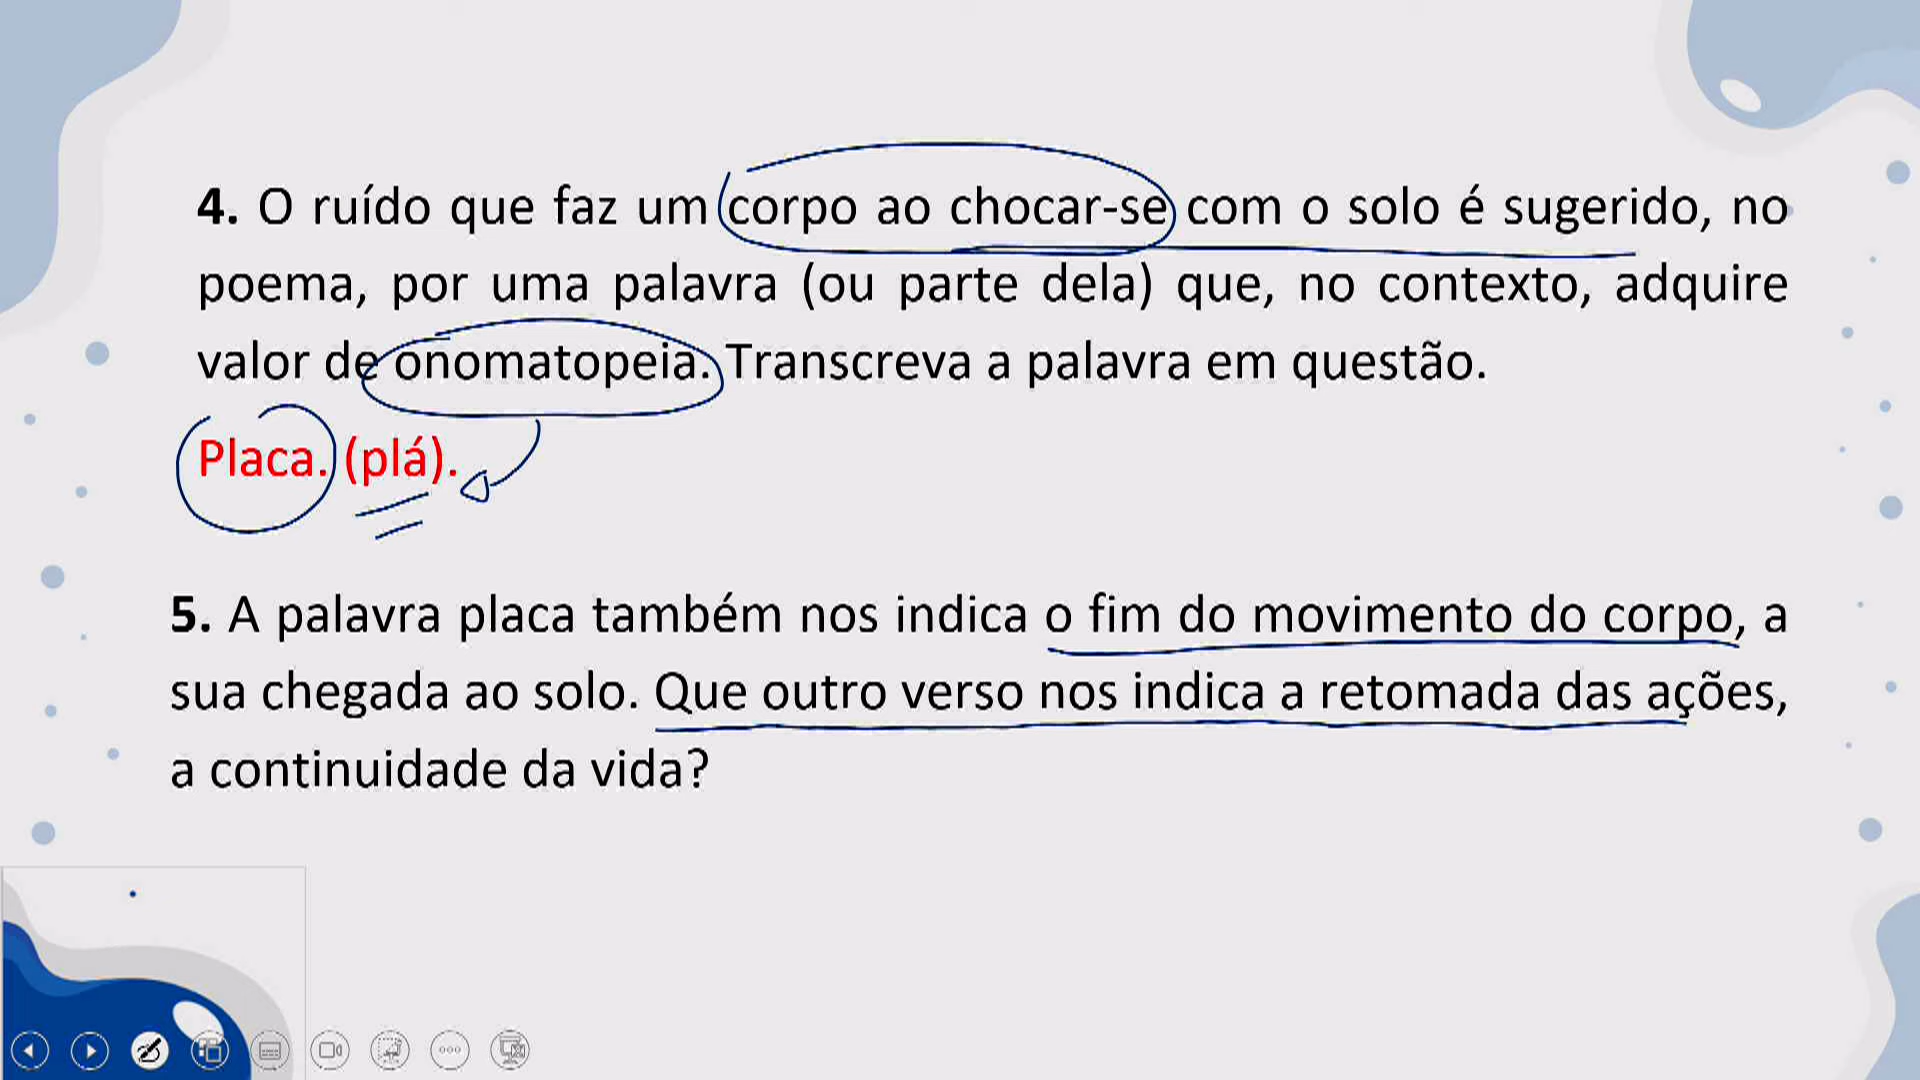 4. O ruído que faz um corpo ao chocar-se com o solo é sugerido, no
poema, por uma palavra (ou parte dela) que, no contexto, adquire
valor de onomatopeia. Transcreva a palavra em questão.
Placa. (plá).
5. A palavra placa também nos indica o fim do movimento do corpo, a
sua chegada ao solo. Que outro verso nos indica a retomada das ações,
a continuidade da vida?